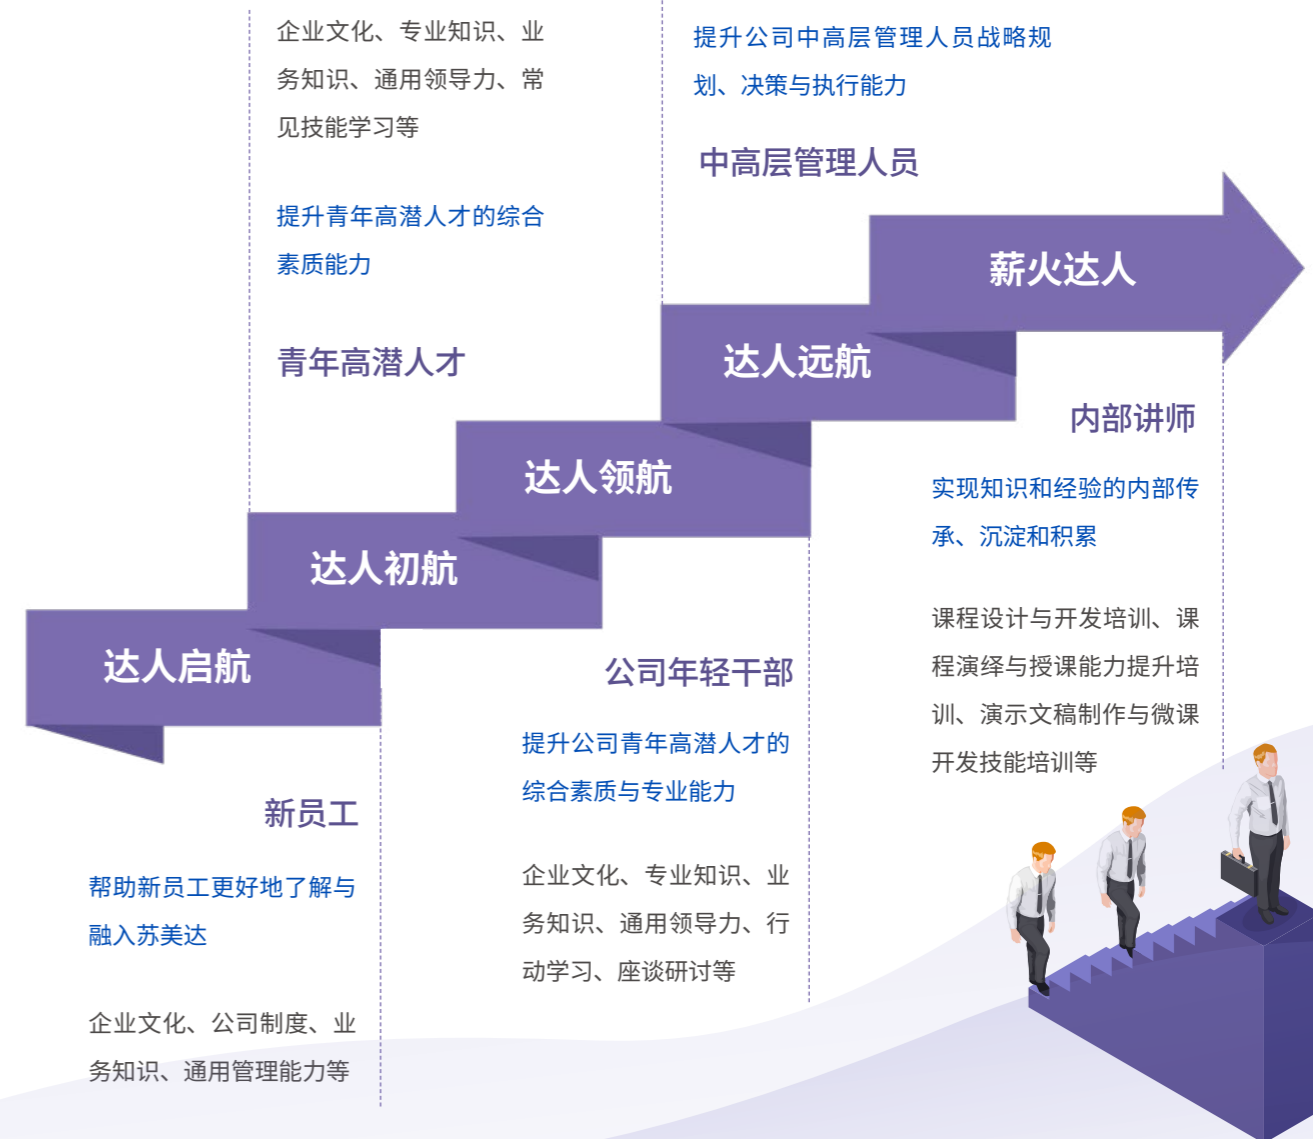 企业文化、专业知识、业
务知识、通用领导力、常
见技能学习等
提升青年高潜人才的综合
素质能力
青年高潜人才
提升公司中高层管理人员战略规
划、决策与执行能力
中高层管理人员
薪火达人
达人远航
达人领航
达人初航
达人启航
新员工
帮助新员工更好地了解与
融入苏美达
企业文化、公司制度、业
务知识、通用管理能力等
公司年轻干部
提升公司青年高潜人才的
综合素质与专业能力
企业文化、专业知识、业
务知识、通用领导力、行
动学习、座谈研讨等
内部讲师
实现知识和经验的内部传
承、沉淀和积累
课程设计与开发培训、课
程演绎与授课能力提升培
训、演示文稿制作与微课
开发技能培训等